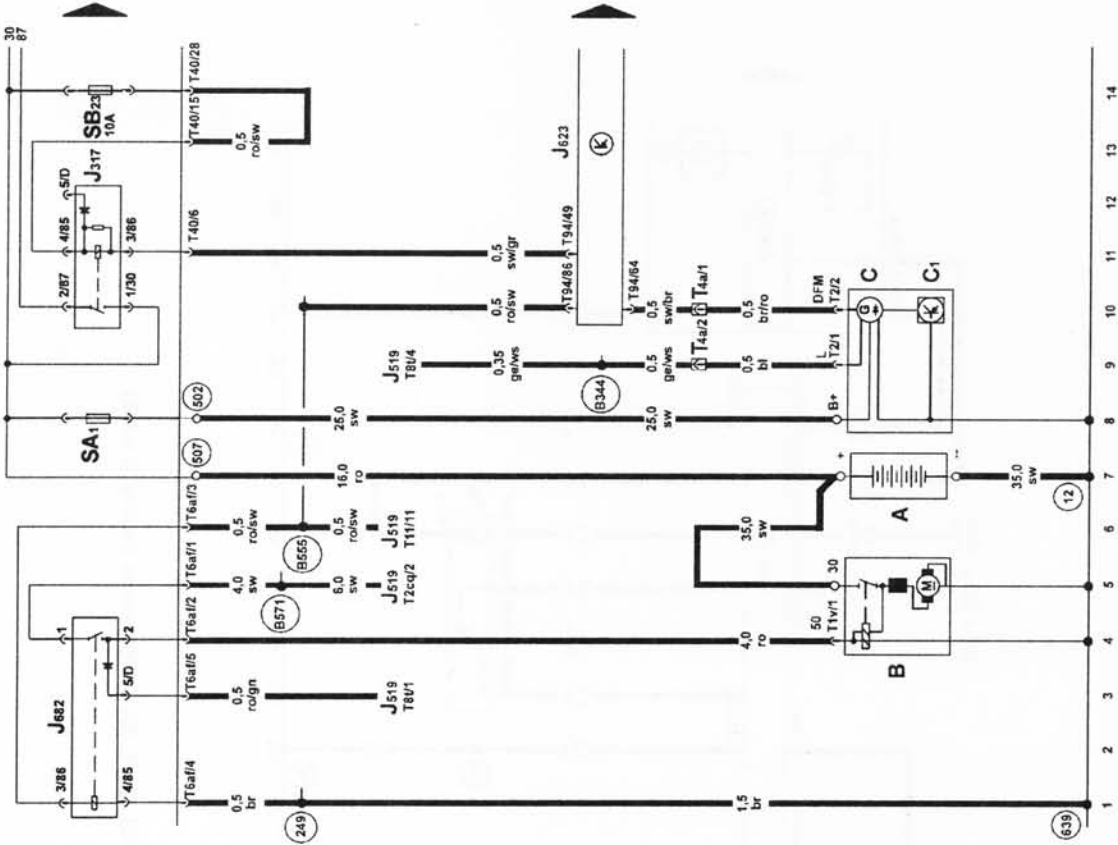 30
87
SB23
10A
J317
5/D
4/85
3/86
2/87
1/30
SA1
J682
3/86
4/85
1
2
5/D
T40/28
T40/15
T40/6
502
507
T6af/3
T6af/1
T6af/2
T6af/5
T6af/4
0,5
ro/sw
0,5
sw/gr
0,5
ro/sw
J623
T94/49
T94/86
T94/64
J519
T8t/4
0,35
ge/ws
B344
0,5
sw/br
T4a/1
0,5
ge/ws
T4a/2
0,5
br/ro
0,5
bl
DFM
T2/2
L
T2/1
B+
G
C
C1
25,0
sw
25,0
sw
16,0
ro
0,5
ro/sw
B555
0,5
ro/sw
J519
T11/11
4,0
sw
B571
6,0
sw
J519
T2cq/2
0,5
ro/gn
J519
T8t/1
0,5
br
249
1,5
br
4,0
ro
35,0
sw
+
-
A
35,0
sw
12
30
50
T1v/1
M
B
639
1
2
3
4
5
6
7
8
9
10
11
12
13
14